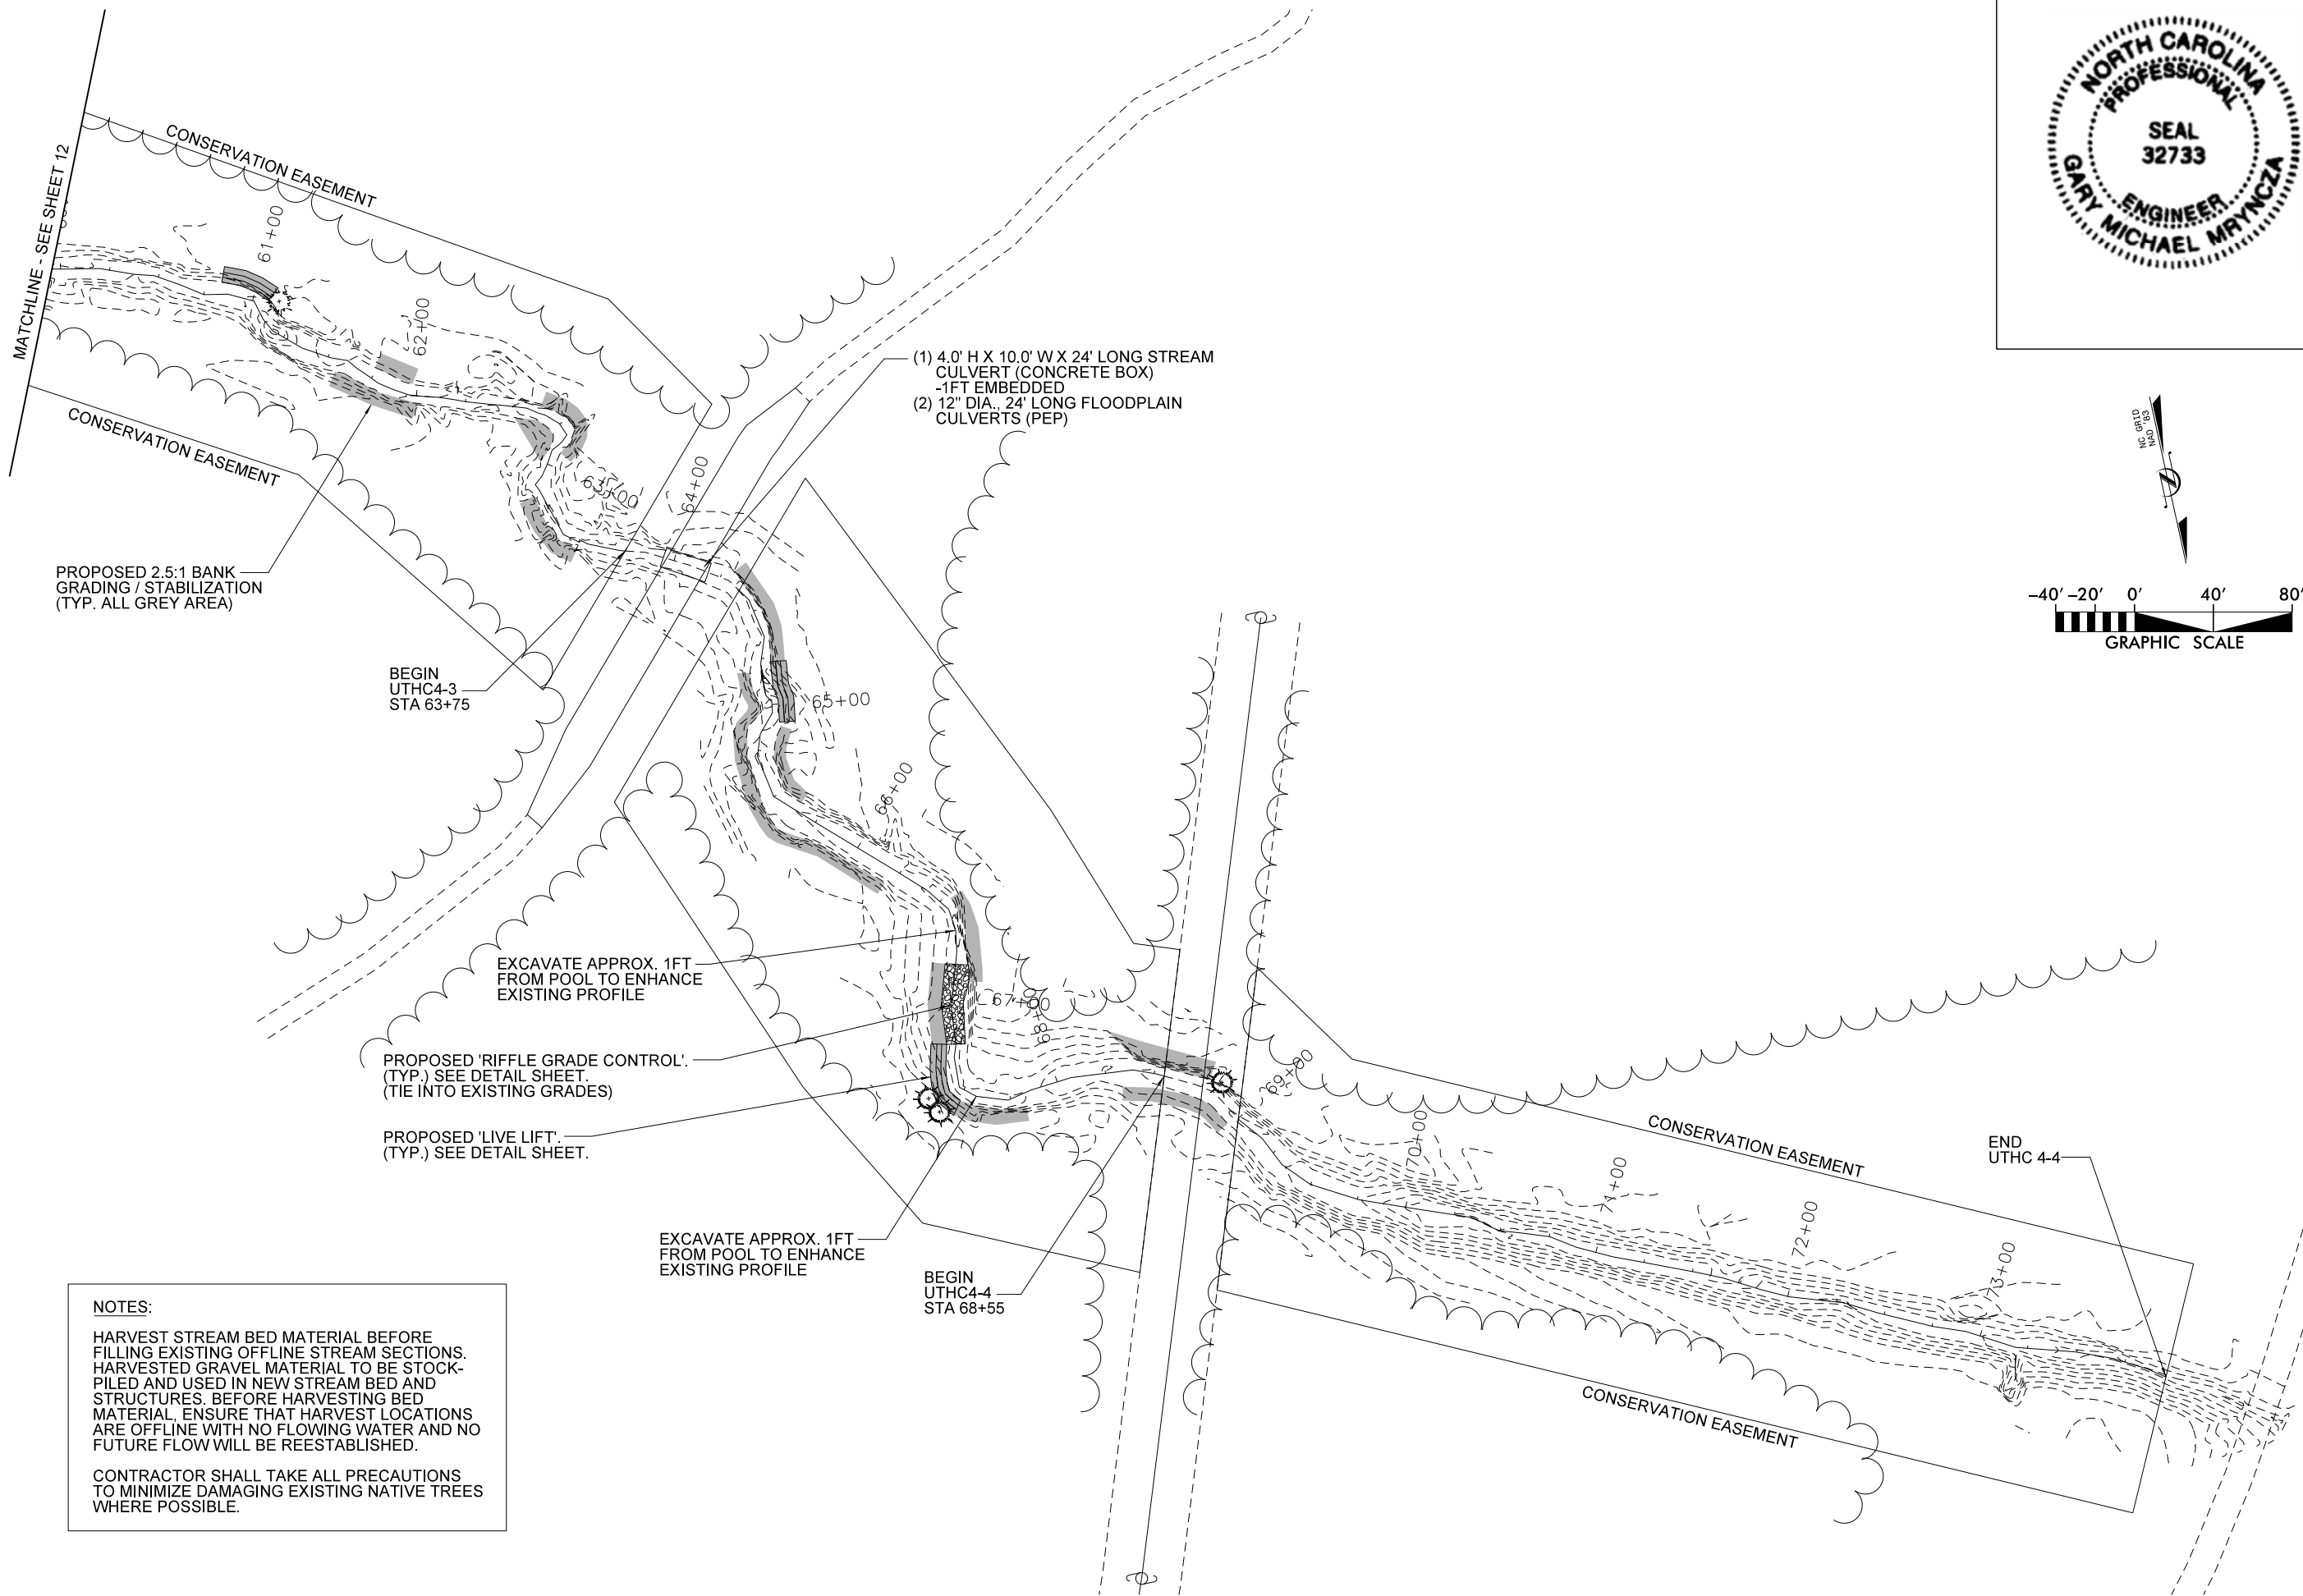 NORTH CAROLINA
PROFESSIONAL
SEAL
32733
ENGINEER
GARY MICHAEL MRYNCZA
MATCHLINE - SEE SHEET 12
CONSERVATION EASEMENT
61+00
62+00
CONSERVATION EASEMENT
63+00
64+00
(1) 4.0' H X 10.0' W X 24' LONG STREAM
CULVERT (CONCRETE BOX)
-1FT EMBEDDED
(2) 12" DIA., 24' LONG FLOODPLAIN
CULVERTS (PEP)
NC GRID
NAD '83
-40' -20' 0' 40' 80'
GRAPHIC SCALE
PROPOSED 2.5:1 BANK
GRADING / STABILIZATION
(TYP. ALL GREY AREA)
BEGIN
UTHC4-3
STA 63+75
65+00
66+00
EXCAVATE APPROX. 1FT
FROM POOL TO ENHANCE
EXISTING PROFILE
67+00
68+00
PROPOSED 'RIFFLE GRADE CONTROL'.
(TYP.) SEE DETAIL SHEET.
(TIE INTO EXISTING GRADES)
PROPOSED 'LIVE LIFT'.
(TYP.) SEE DETAIL SHEET.
69+00
70+00
CONSERVATION EASEMENT
71+00
72+00
73+00
END
UTHC 4-4
EXCAVATE APPROX. 1FT
FROM POOL TO ENHANCE
EXISTING PROFILE
BEGIN
UTHC4-4
STA 68+55
CONSERVATION EASEMENT
NOTES:
HARVEST STREAM BED MATERIAL BEFORE
FILLING EXISTING OFFLINE STREAM SECTIONS.
HARVESTED GRAVEL MATERIAL TO BE STOCK-
PILED AND USED IN NEW STREAM BED AND
STRUCTURES. BEFORE HARVESTING BED
MATERIAL, ENSURE THAT HARVEST LOCATIONS
ARE OFFLINE WITH NO FLOWING WATER AND NO
FUTURE FLOW WILL BE REESTABLISHED.
CONTRACTOR SHALL TAKE ALL PRECAUTIONS
TO MINIMIZE DAMAGING EXISTING NATIVE TREES
WHERE POSSIBLE.